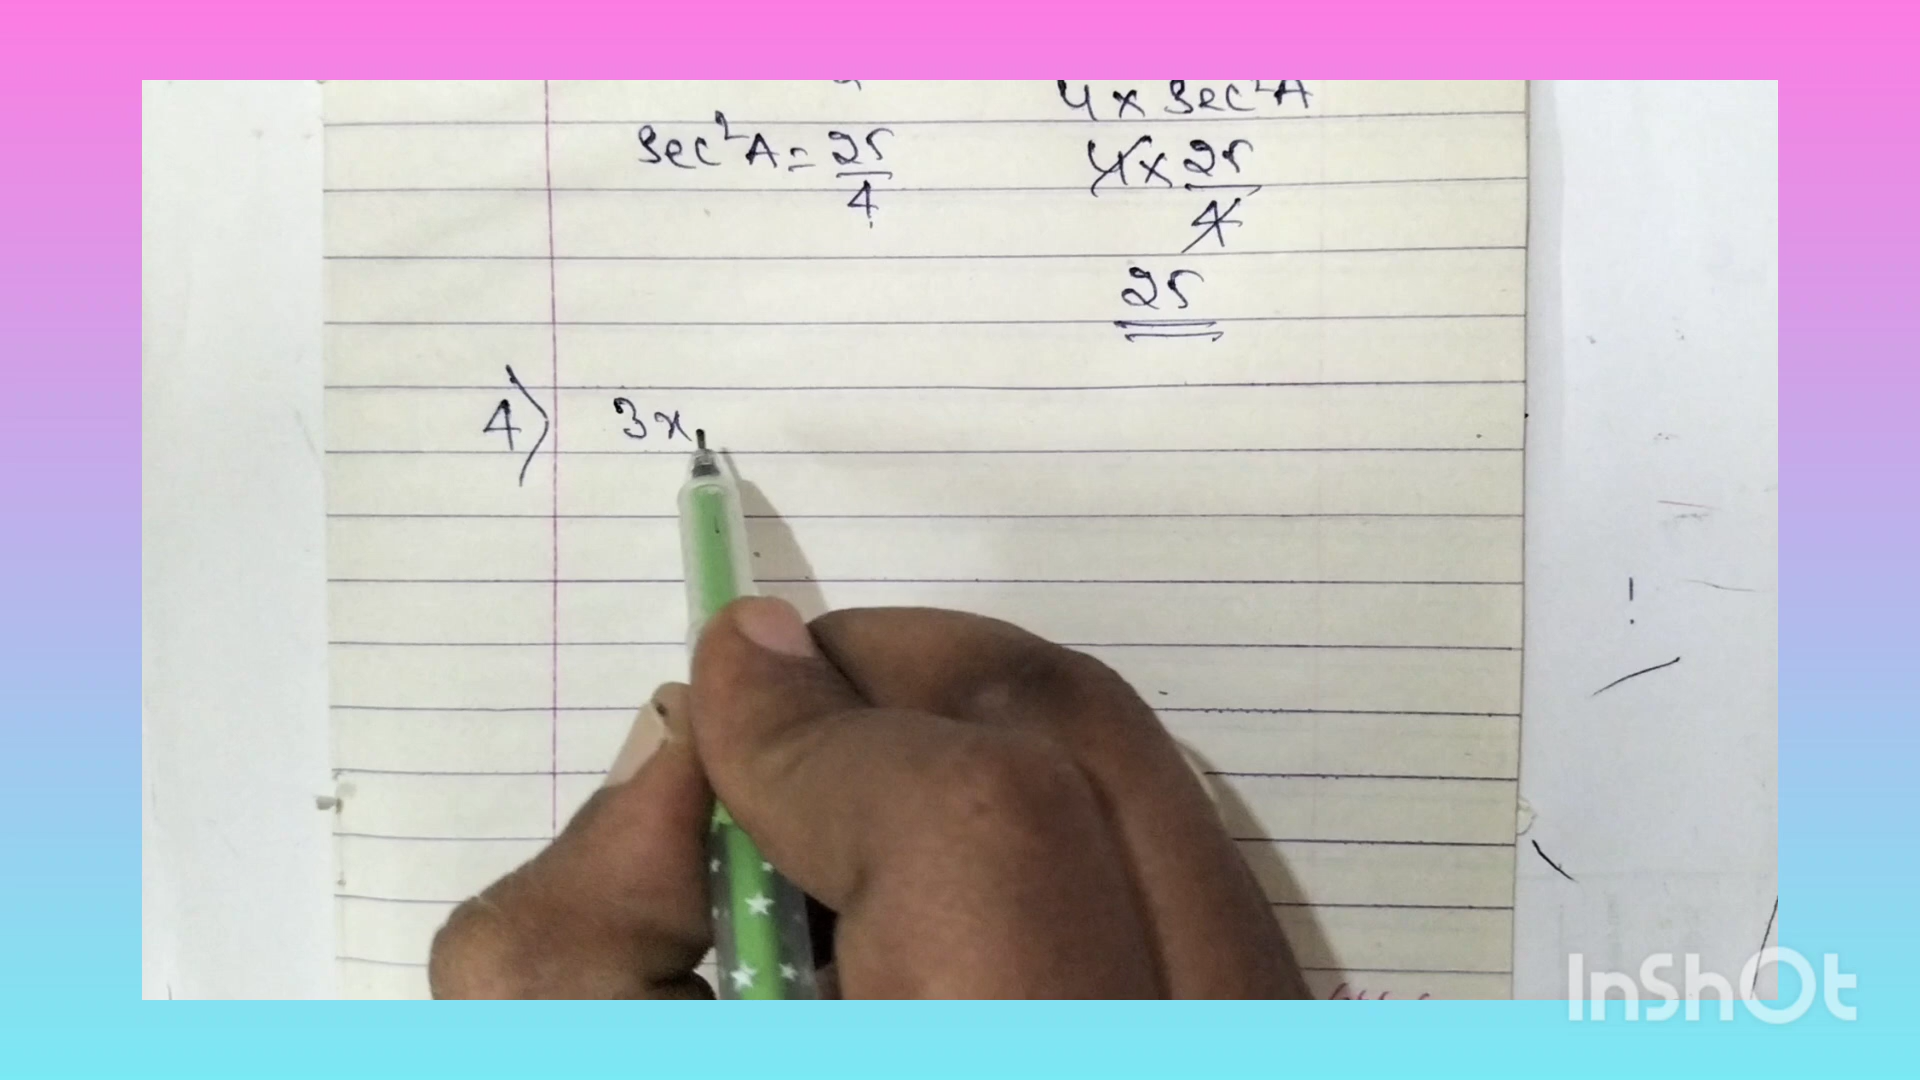 4 x Sec²A
Sec²A = 25/4
4 x 25/4
25
4) 3x
InShOt